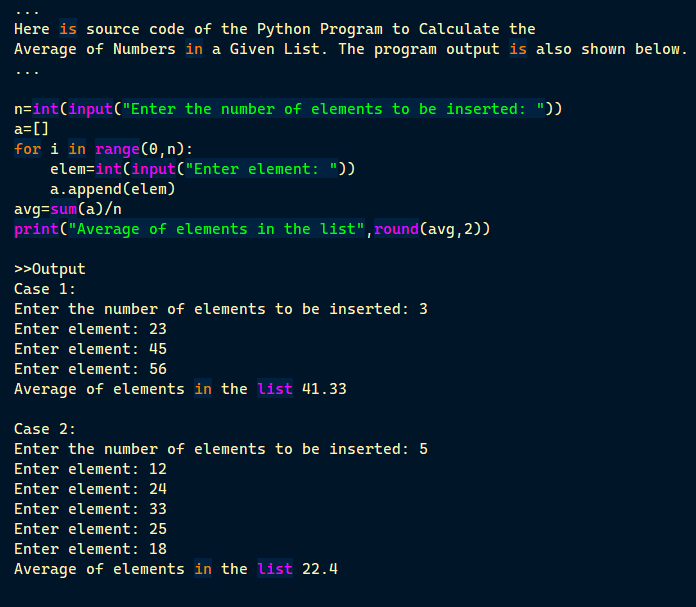 ...
Here is source code of the Python Program to Calculate the
Average of Numbers in a Given List. The program output is also shown below.
...
n=int(input("Enter the number of elements to be inserted: "))
a=[]
for i in range(0,n):
    elem=int(input("Enter element: "))
    a.append(elem)
avg=sum(a)/n
print("Average of elements in the list",round(avg,2))
>>Output
Case 1:
Enter the number of elements to be inserted: 3
Enter element: 23
Enter element: 45
Enter element: 56
Average of elements in the list 41.33
Case 2:
Enter the number of elements to be inserted: 5
Enter element: 12
Enter element: 24
Enter element: 33
Enter element: 25
Enter element: 18
Average of elements in the list 22.4